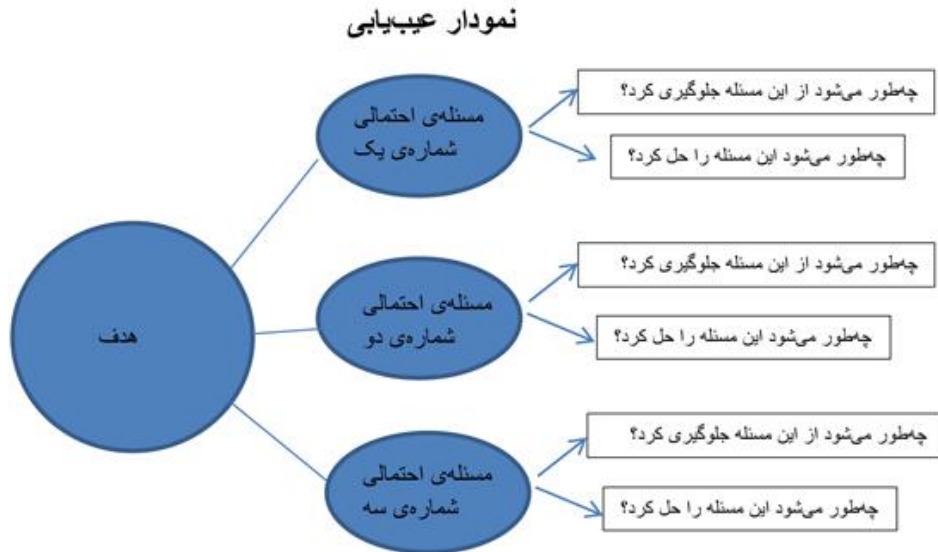 نمودار عیب‌یابی
هدف
مسئله‌ی احتمالی
شماره‌ی یک
چه‌طور می‌شود از این مسئله جلوگیری کرد؟
چه‌طور می‌شود این مسئله را حل کرد؟
مسئله‌ی احتمالی
شماره‌ی دو
چه‌طور می‌شود از این مسئله جلوگیری کرد؟
چه‌طور می‌شود این مسئله را حل کرد؟
مسئله‌ی احتمالی
شماره‌ی سه
چه‌طور می‌شود از این مسئله جلوگیری کرد؟
چه‌طور می‌شود این مسئله را حل کرد؟